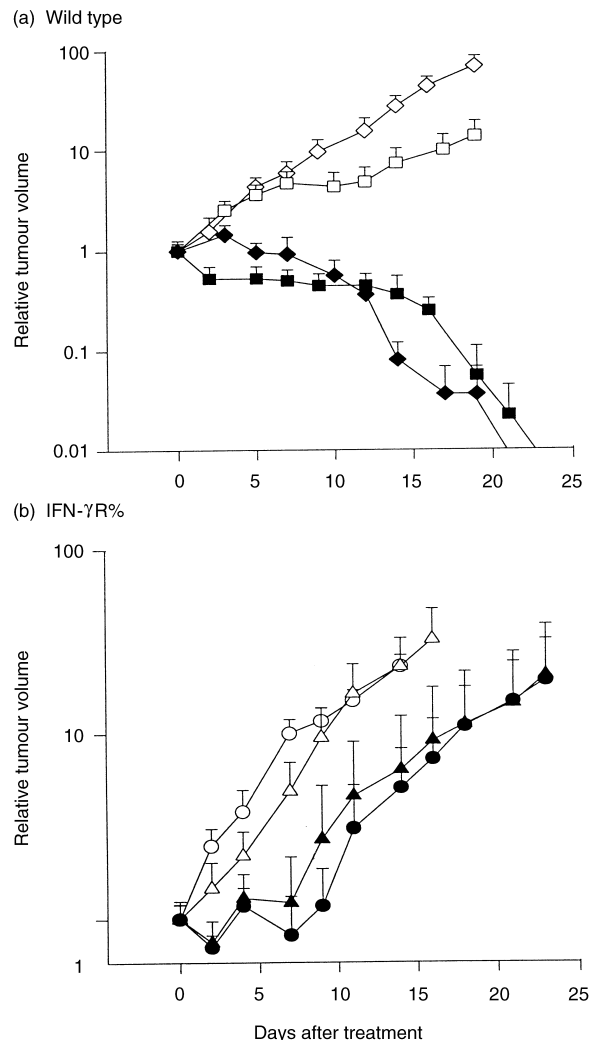 (a) Wild type
100
10
1
0.1
0.01
Relative tumour volume
0 5 10 15 20 25
(b) IFN-γR%
100
10
1
Relative tumour volume
0 5 10 15 20 25
Days after treatment